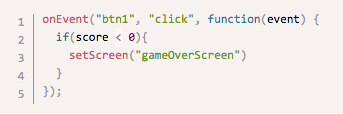 1 onEvent("btn1", "click", function(event) {
2   if(score < 0){
3     setScreen("gameOverScreen")
4   }
5 });